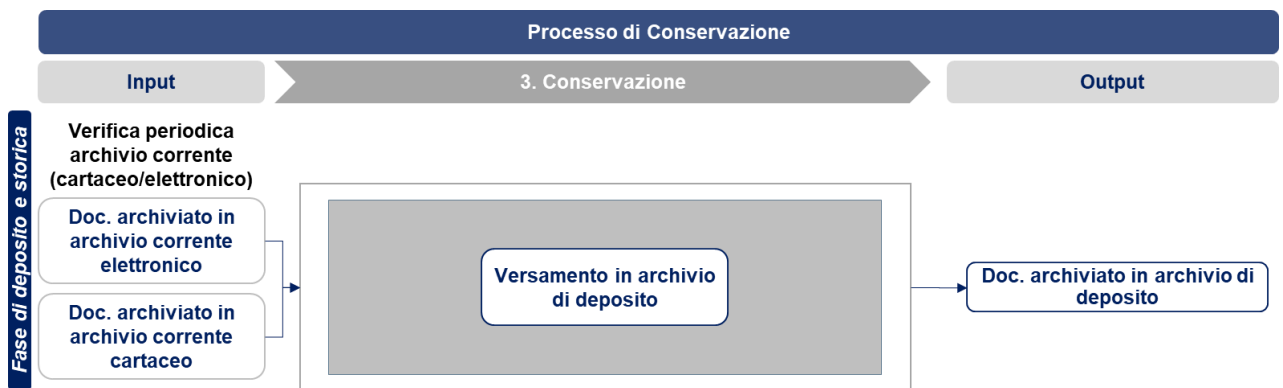 Processo di Conservazione
Input
3. Conservazione
Output
Fase di deposito e storica
Verifica periodica
archivio corrente
(cartaceo/elettronico)
Doc. archiviato in
archivio corrente
elettronico
Doc. archiviato in
archivio corrente
cartaceo
Versamento in archivio
di deposito
Doc. archiviato in archivio di
deposito